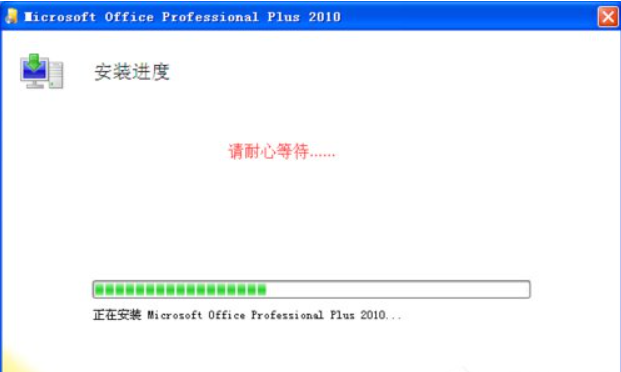 Microsoft Office Professional Plus 2010
安装进度
请耐心等待......
正在安装 Microsoft Office Professional Plus 2010...